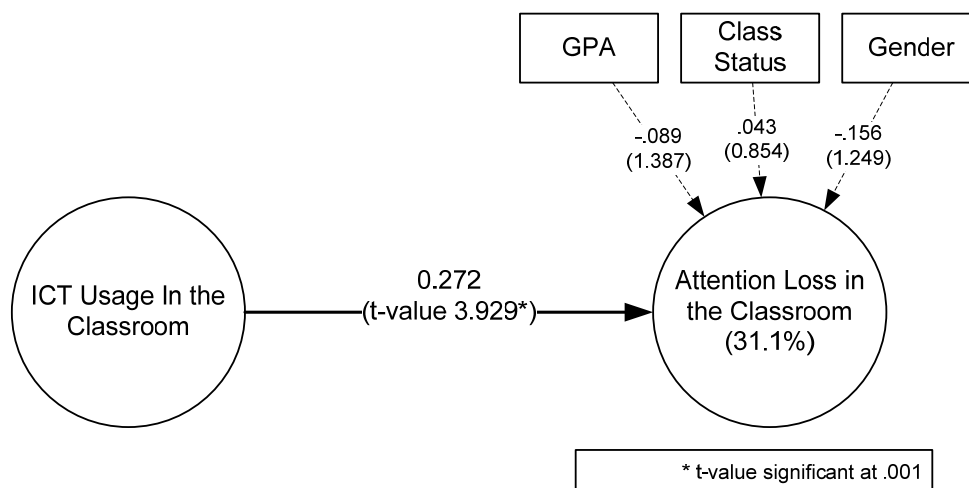 GPA
Class
Status
Gender
-.089
(1.387)
.043
(0.854)
-.156
(1.249)
ICT Usage In the
Classroom
0.272
(t-value 3.929*)
Attention Loss in
the Classroom
(31.1%)
* t-value significant at .001